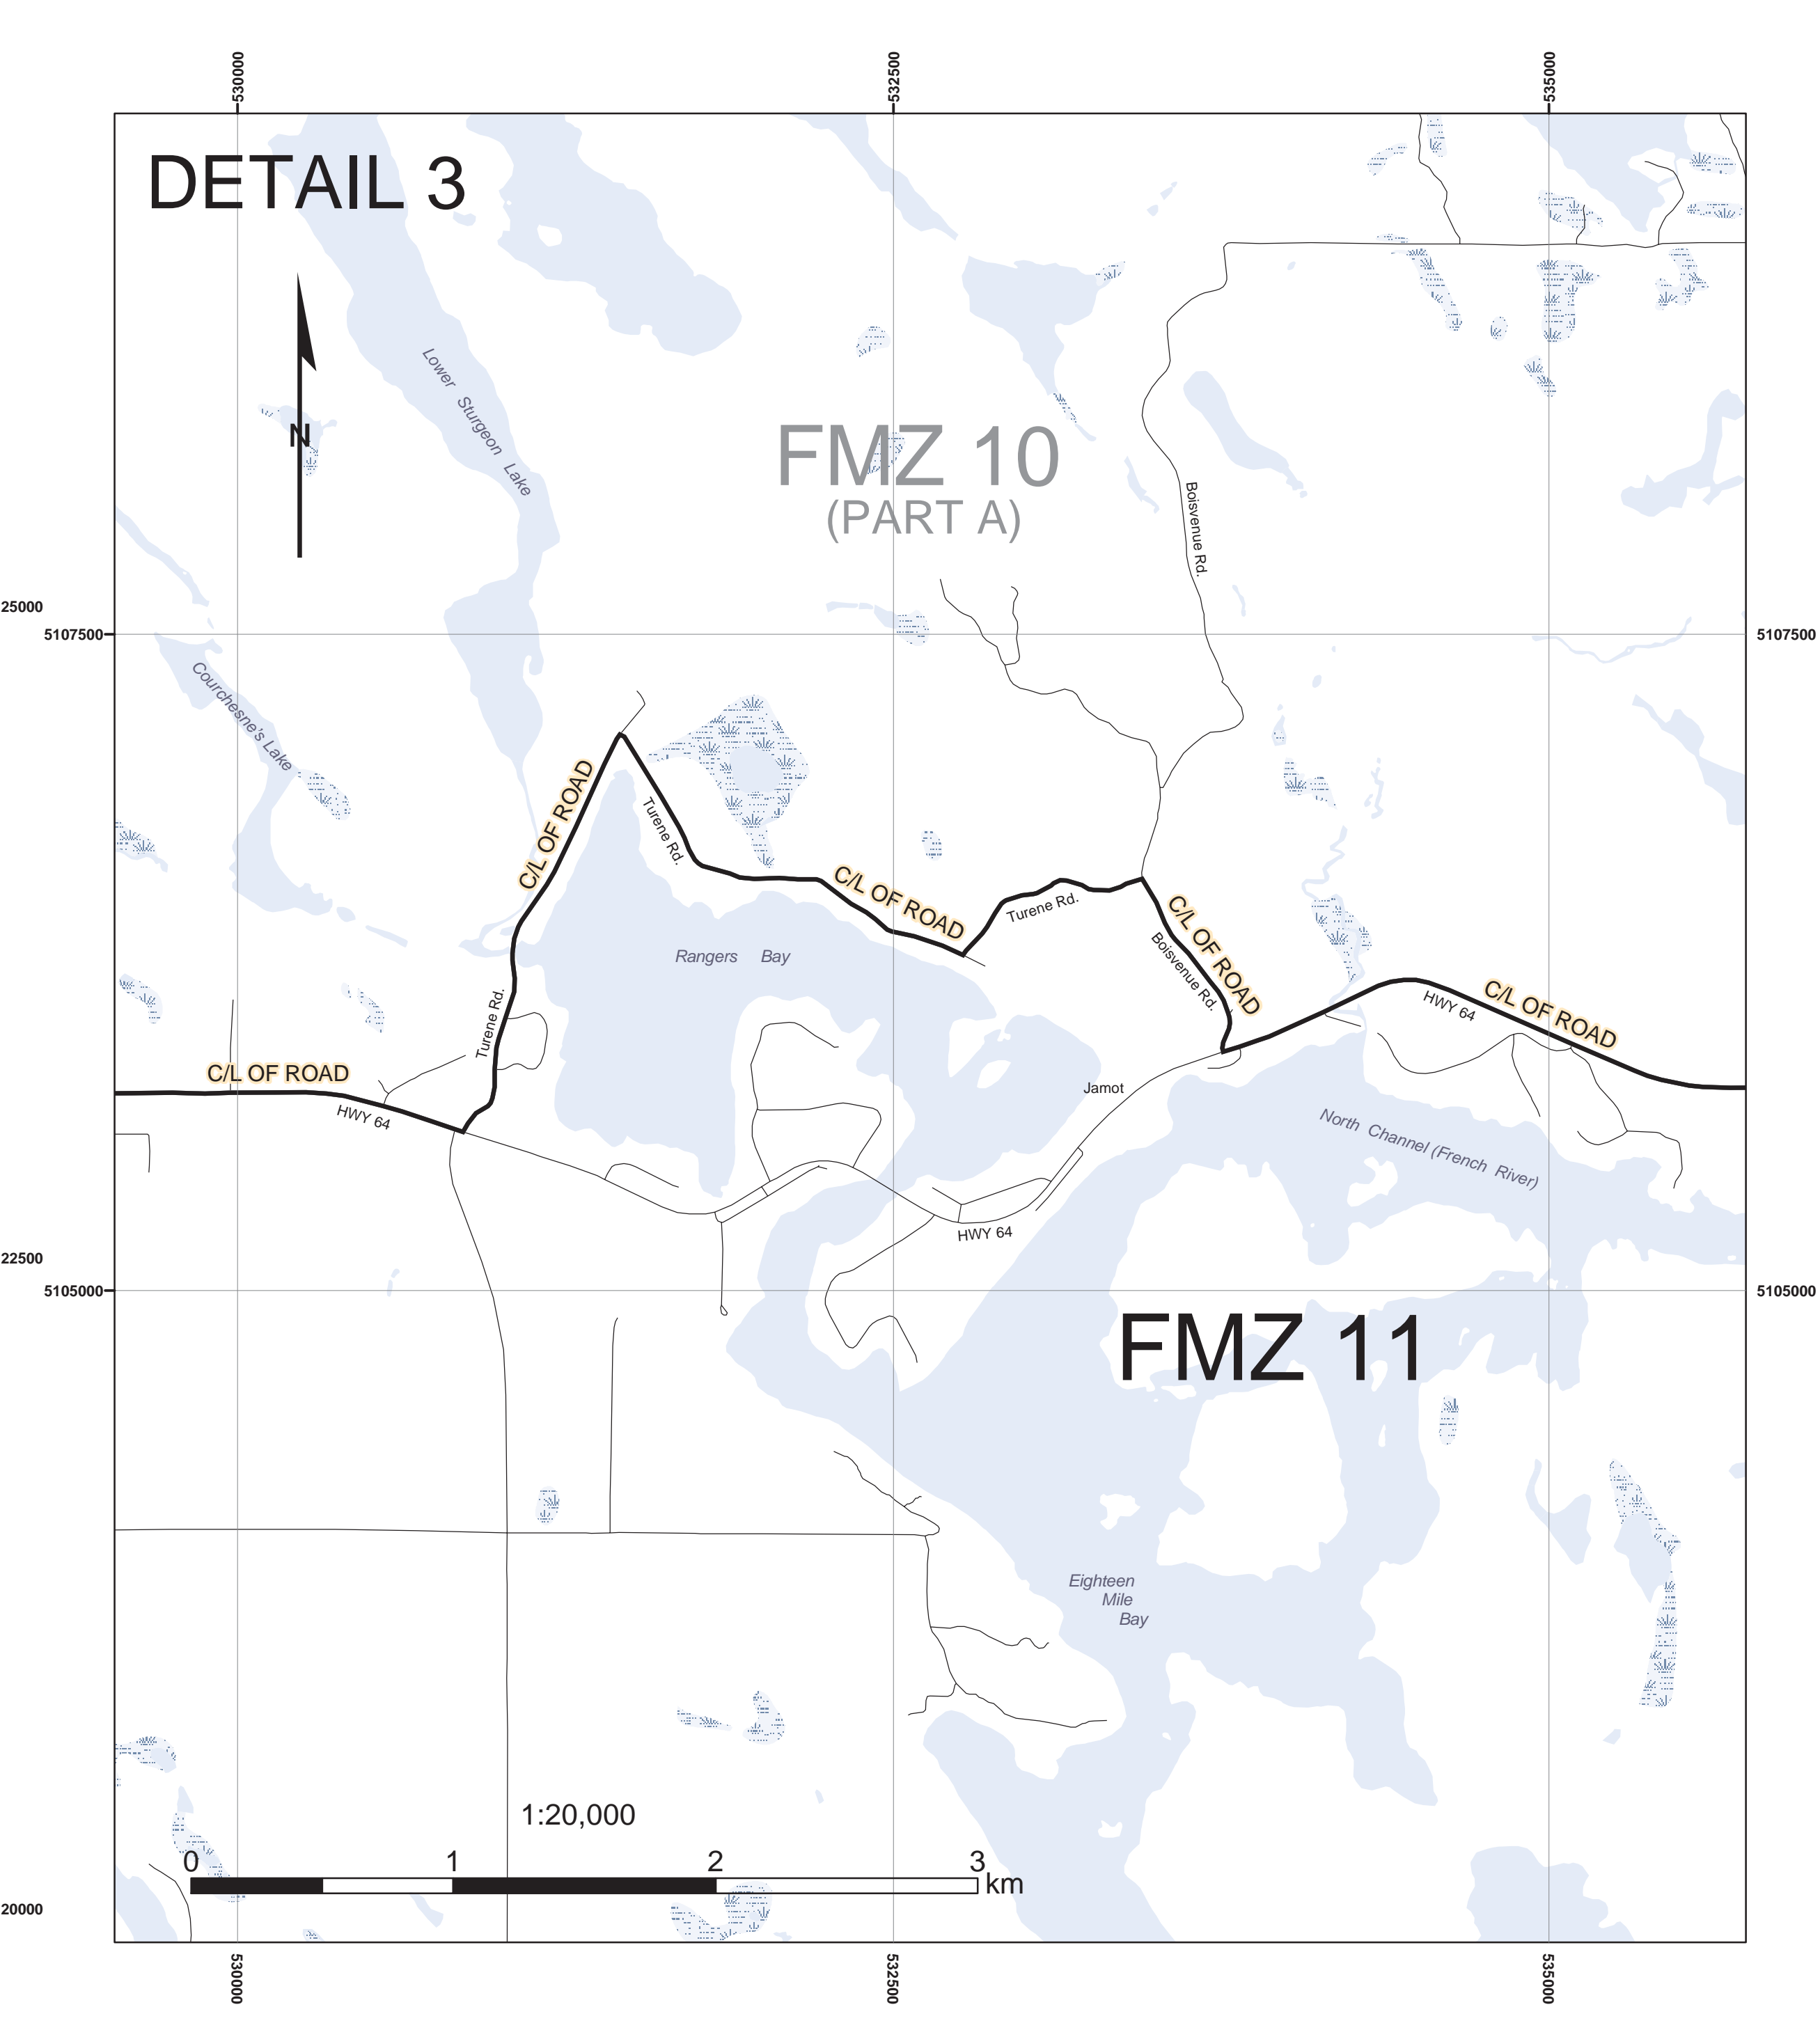 530000
532500
535000
DETAIL 3
Lower Sturgeon Lake
N
FMZ 10
(PART A)
Boisvenue Rd.
25000
5107500
5107500
Courchesne's Lake
C/L OF ROAD
Turene Rd.
C/L OF ROAD
Turene Rd.
C/L OF ROAD
Boisvenue Rd.
Rangers Bay
C/L OF ROAD
HWY 64
Turene Rd.
C/L OF ROAD
HWY 64
Jamot
North Channel (French River)
HWY 64
22500
5105000
5105000
FMZ 11
Eighteen
Mile
Bay
1:20,000
0 1 2 3
km
20000
530000
532500
535000